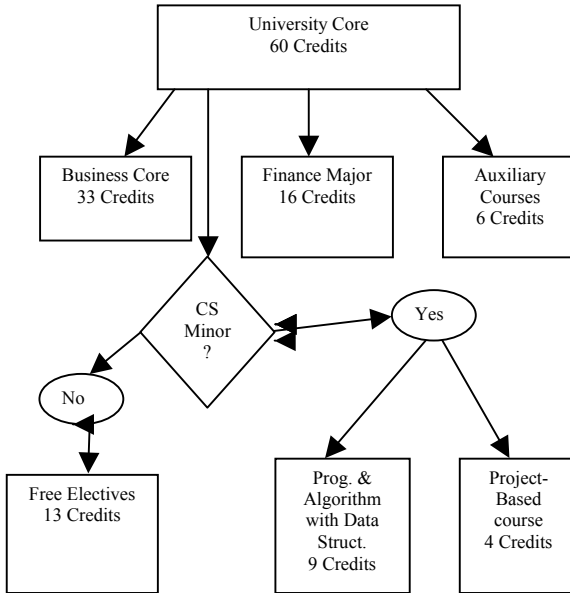 University Core
60 Credits
Business Core
33 Credits
Finance Major
16 Credits
Auxiliary
Courses
6 Credits
CS
Minor
?
Yes
No
Free Electives
13 Credits
Prog. &
Algorithm
with Data
Struct.
9 Credits
Project-
Based
course
4 Credits